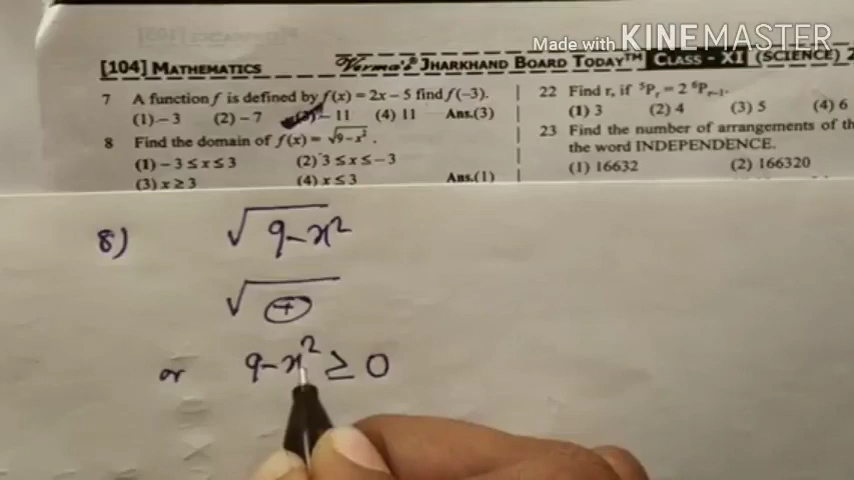 Made with KINEMASTER
[104] MATHEMATICS Verma's® JHARKHAND BOARD TODAY™ CLASS - XI (SCIENCE) 2
7 A function f is defined by f(x) = 2x – 5 find f(–3).
(1) – 3 (2) – 7 (3) – 11 (4) 11 Ans.(3)
8 Find the domain of f(x) = √9–x².
(1) – 3 ≤ x ≤ 3 (2) 3 ≤ x ≤ – 3
(3) x ≥ 3 (4) x ≤ 3 Ans.(1)
22 Find r, if ⁵Pᵣ = 2 ⁶Pᵣ₋₁.
(1) 3 (2) 4 (3) 5 (4) 6
23 Find the number of arrangements of th
the word INDEPENDENCE.
(1) 16632 (2) 166320
8) √9-x²
√+
or 9-x² ≥ 0